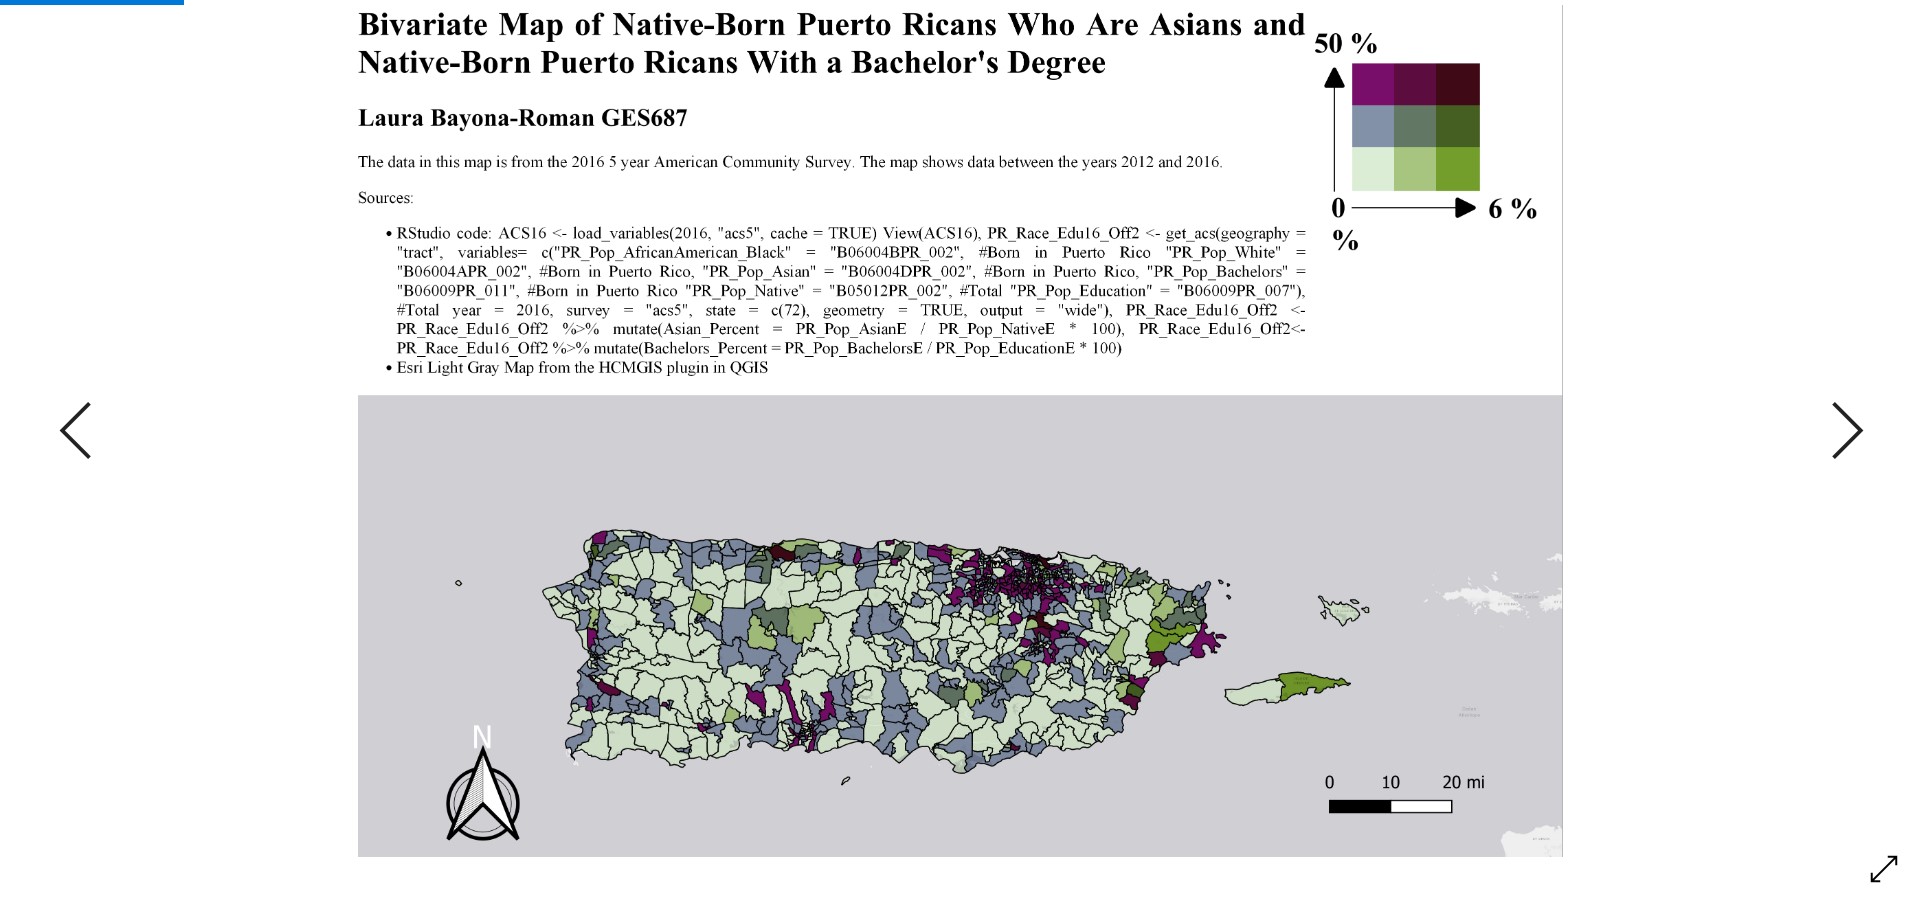 Bivariate Map of Native-Born Puerto Ricans Who Are Asians and
Native-Born Puerto Ricans With a Bachelor's Degree
Laura Bayona-Roman GES687
The data in this map is from the 2016 5 year American Community Survey. The map shows data between the years 2012 and 2016.
Sources:
• RStudio code: ACS16 <- load_variables(2016, "acs5", cache = TRUE) View(ACS16), PR_Race_Edu16_Off2 <- get_acs(geography =
"tract", variables= c("PR_Pop_AfricanAmerican_Black" = "B06004BPR_002", #Born in Puerto Rico "PR_Pop_White" =
"B06004APR_002", #Born in Puerto Rico, "PR_Pop_Asian" = "B06004DPR_002", #Born in Puerto Rico, "PR_Pop_Bachelors" =
"B06009PR_011", #Born in Puerto Rico "PR_Pop_Native" = "B05012PR_002", #Total "PR_Pop_Education" = "B06009PR_007"),
#Total year = 2016, survey = "acs5", state = c(72), geometry = TRUE, output = "wide"), PR_Race_Edu16_Off2 <-
PR_Race_Edu16_Off2 %>% mutate(Asian_Percent = PR_Pop_AsianE / PR_Pop_NativeE * 100), PR_Race_Edu16_Off2<-
PR_Race_Edu16_Off2 %>% mutate(Bachelors_Percent = PR_Pop_BachelorsE / PR_Pop_EducationE * 100)
• Esri Light Gray Map from the HCMGIS plugin in QGIS
50 %
0
%
6 %
N
0 10 20 mi